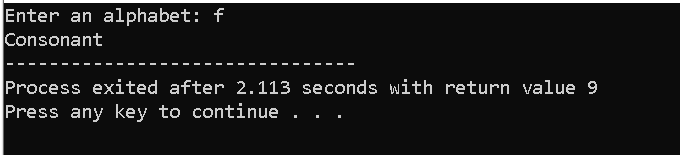 Enter an alphabet: f
Consonant
--------------------------------
Process exited after 2.113 seconds with return value 9
Press any key to continue . . .